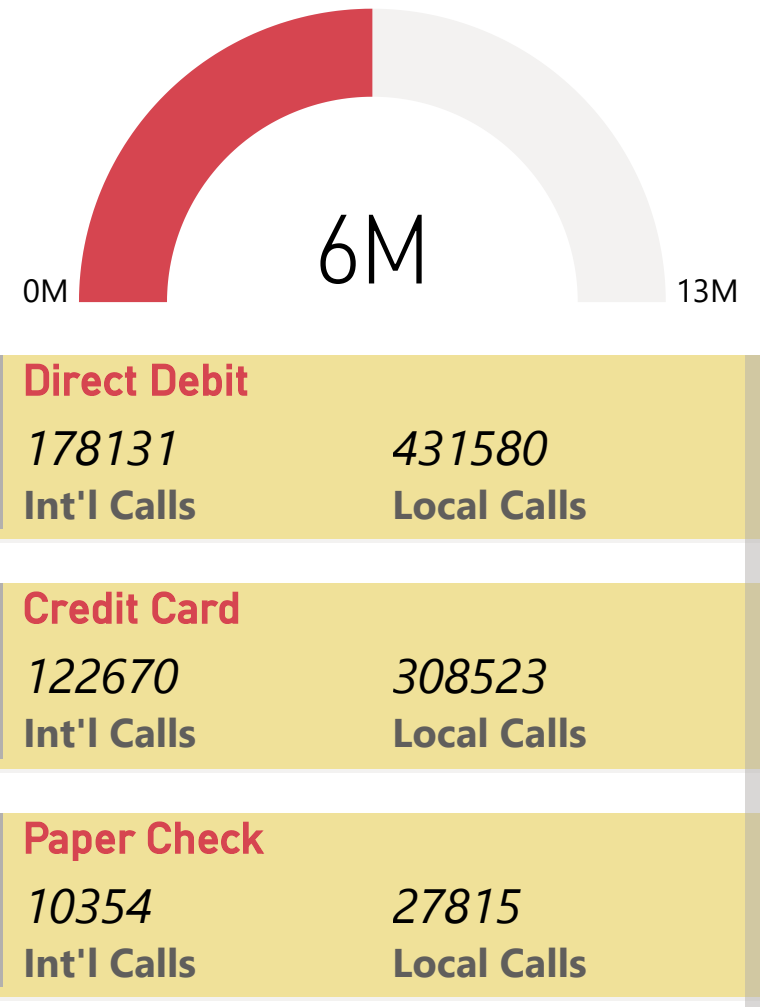 6M
0M 13M
Direct Debit
178131 431580
Int'l Calls Local Calls
Credit Card
122670 308523
Int'l Calls Local Calls
Paper Check
10354 27815
Int'l Calls Local Calls